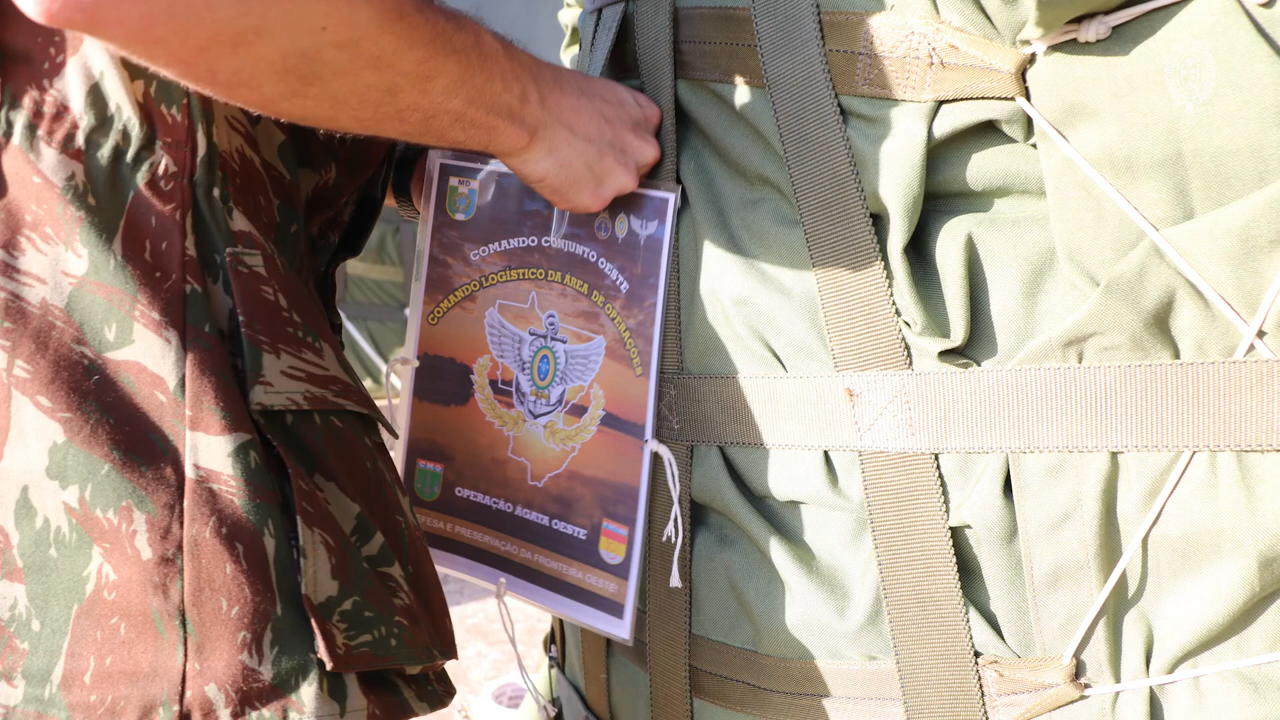 MD
COMANDO CONJUNTO OESTE
COMANDO LOGÍSTICO DA ÁREA DE OPERAÇÕES
CMO
OPERAÇÃO ÁGATA OESTE
E PRESERVAÇÃO DA FRONTEIRA OESTE!